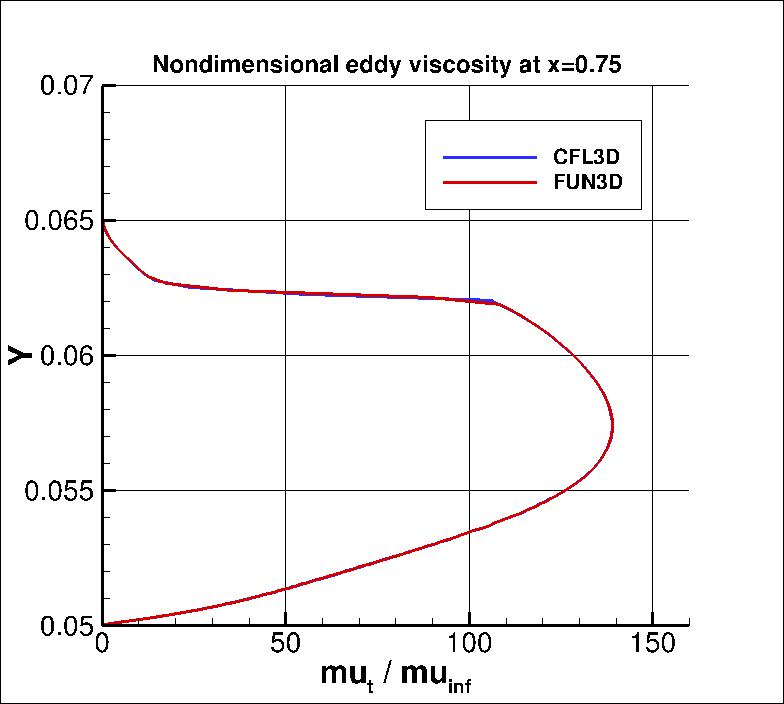 Nondimensional eddy viscosity at x=0.75
0.07
CFL3D
FUN3D
0.065
Y
0.06
0.055
0.05
0 50 100 150
mu_t / mu_inf